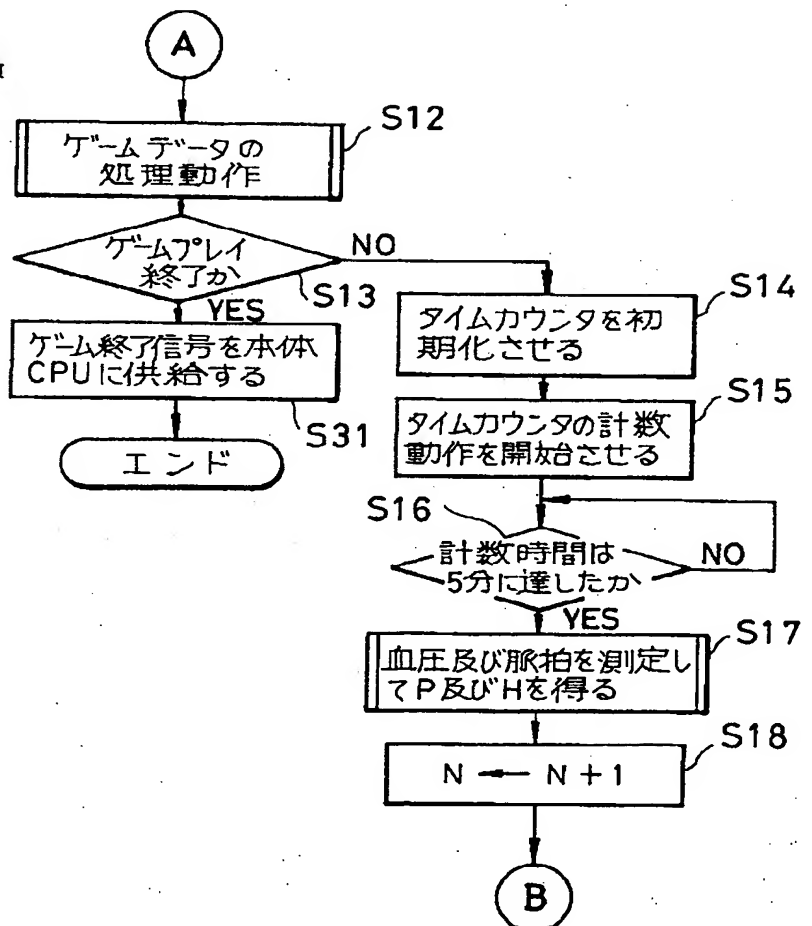 A
S12
ゲームデータの
処理動作
ゲームプレイ
終了か
NO
S13
YES
ゲーム終了信号を本体
CPUに供給する
S31
エンド
S14
タイムカウンタを初
期化させる
S15
タイムカウンタの計数
動作を開始させる
S16
計数時間は
5分に達したか
NO
YES
S17
血圧及び脈拍を測定し
てP及びHを得る
S18
N ← N + 1
B